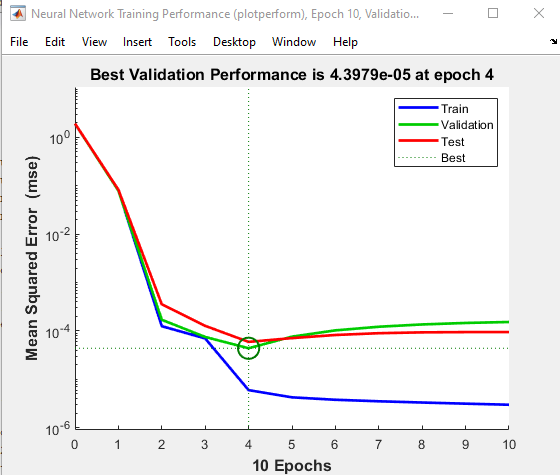 Neural Network Training Performance (plotperform), Epoch 10, Validatio...
File Edit View Insert Tools Desktop Window Help
Best Validation Performance is 4.3979e-05 at epoch 4
Train
Validation
Test
Best
10^0
10^-2
10^-4
10^-6
Mean Squared Error (mse)
0 1 2 3 4 5 6 7 8 9 10
10 Epochs